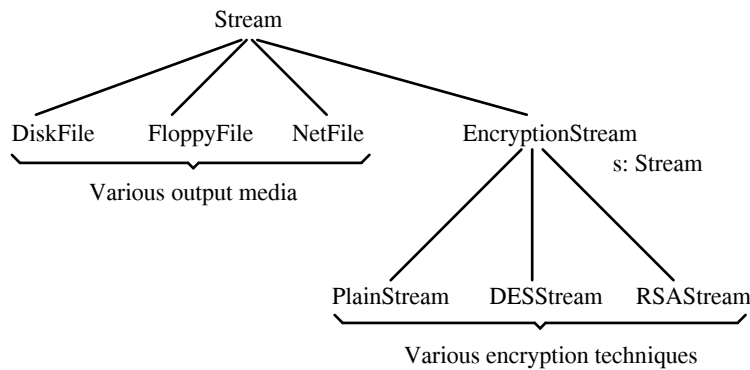 Stream
DiskFile FloppyFile NetFile EncryptionStream
s: Stream
Various output media
PlainStream DESStream RSAStream
Various encryption techniques